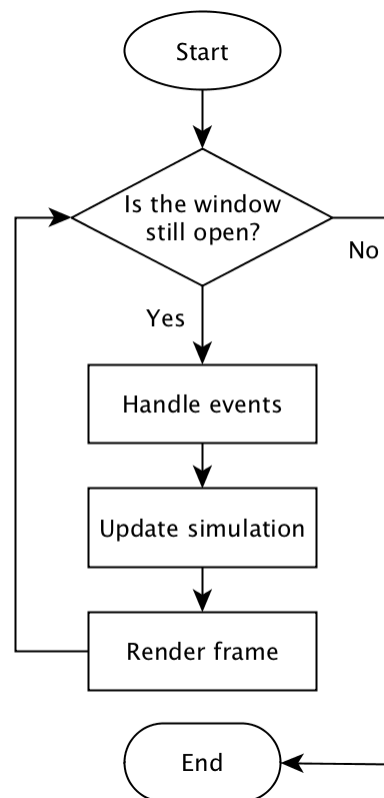 Start
Is the window
still open?
No
Yes
Handle events
Update simulation
Render frame
End